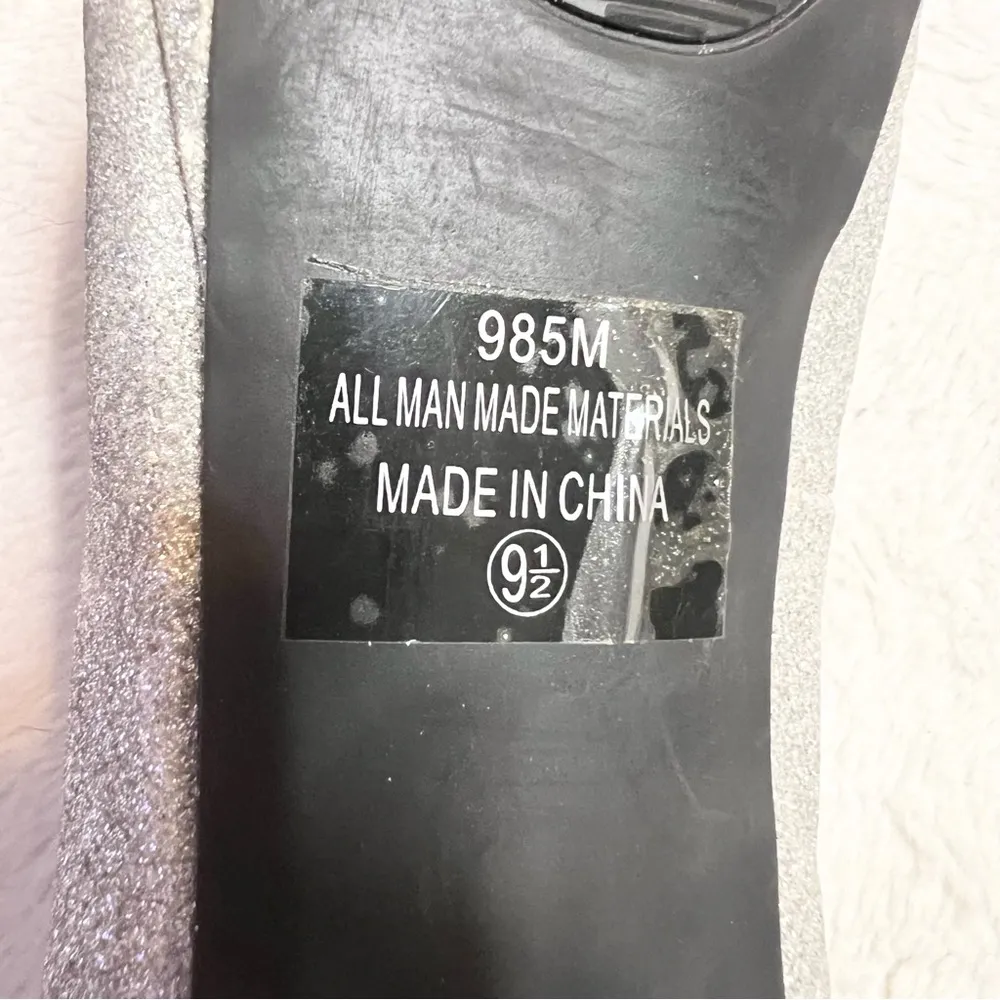 985M
ALL MAN MADE MATERIALS
MADE IN CHINA
9½